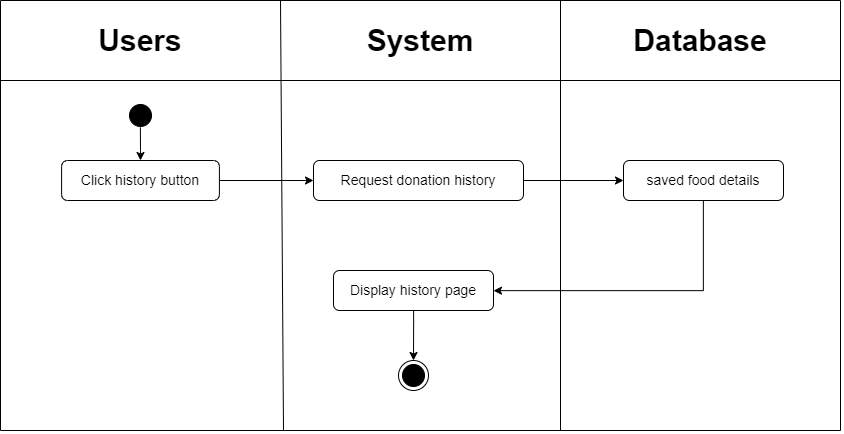 Users
System
Database
Click history button
Request donation history
saved food details
Display history page